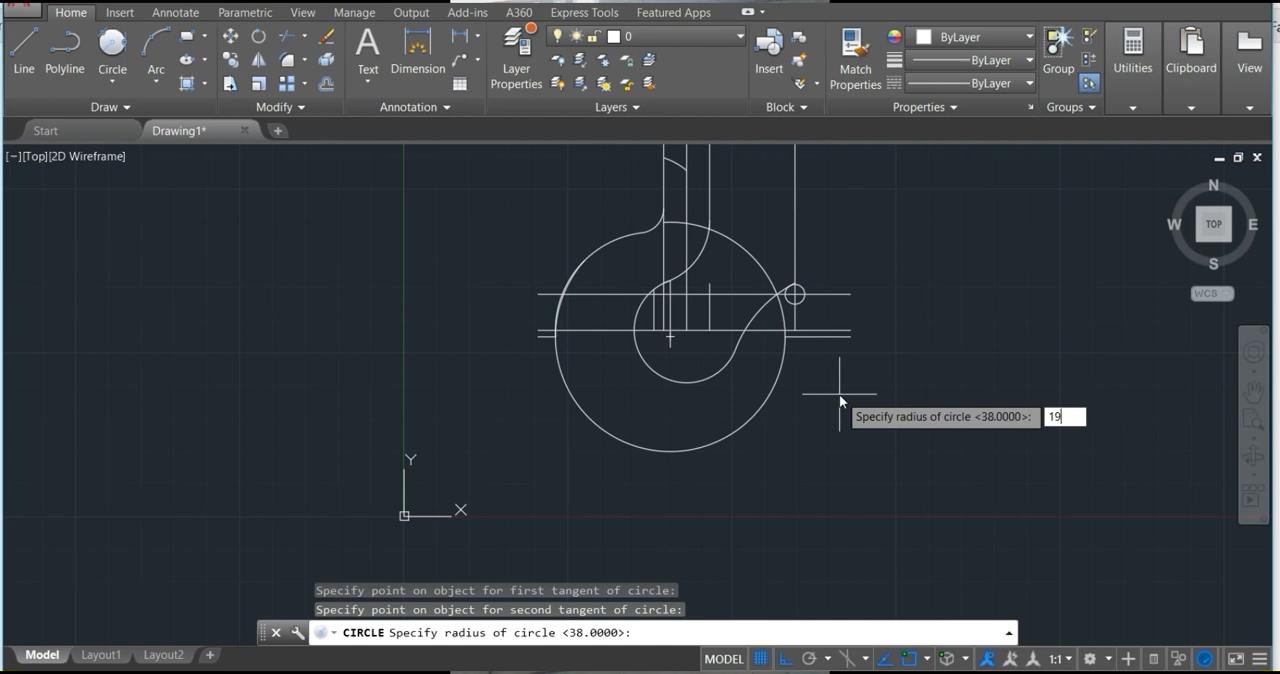 Home Insert Annotate Parametric View Manage Output Add-ins A360 Express Tools Featured Apps
Line Polyline Circle Arc
Text Dimension
Layer Properties
0
Insert
Match Properties
ByLayer
ByLayer
ByLayer
Group Utilities Clipboard View
Draw Modify Annotation Layers Block Properties Groups
Start Drawing1*
[−][Top][2D Wireframe]
N
W TOP E
S
WCS
Specify radius of circle <38.0000>: 19
Y
X
Specify point on object for first tangent of circle:
Specify point on object for second tangent of circle:
CIRCLE Specify radius of circle <38.0000>:
Model Layout1 Layout2 MODEL 1:1